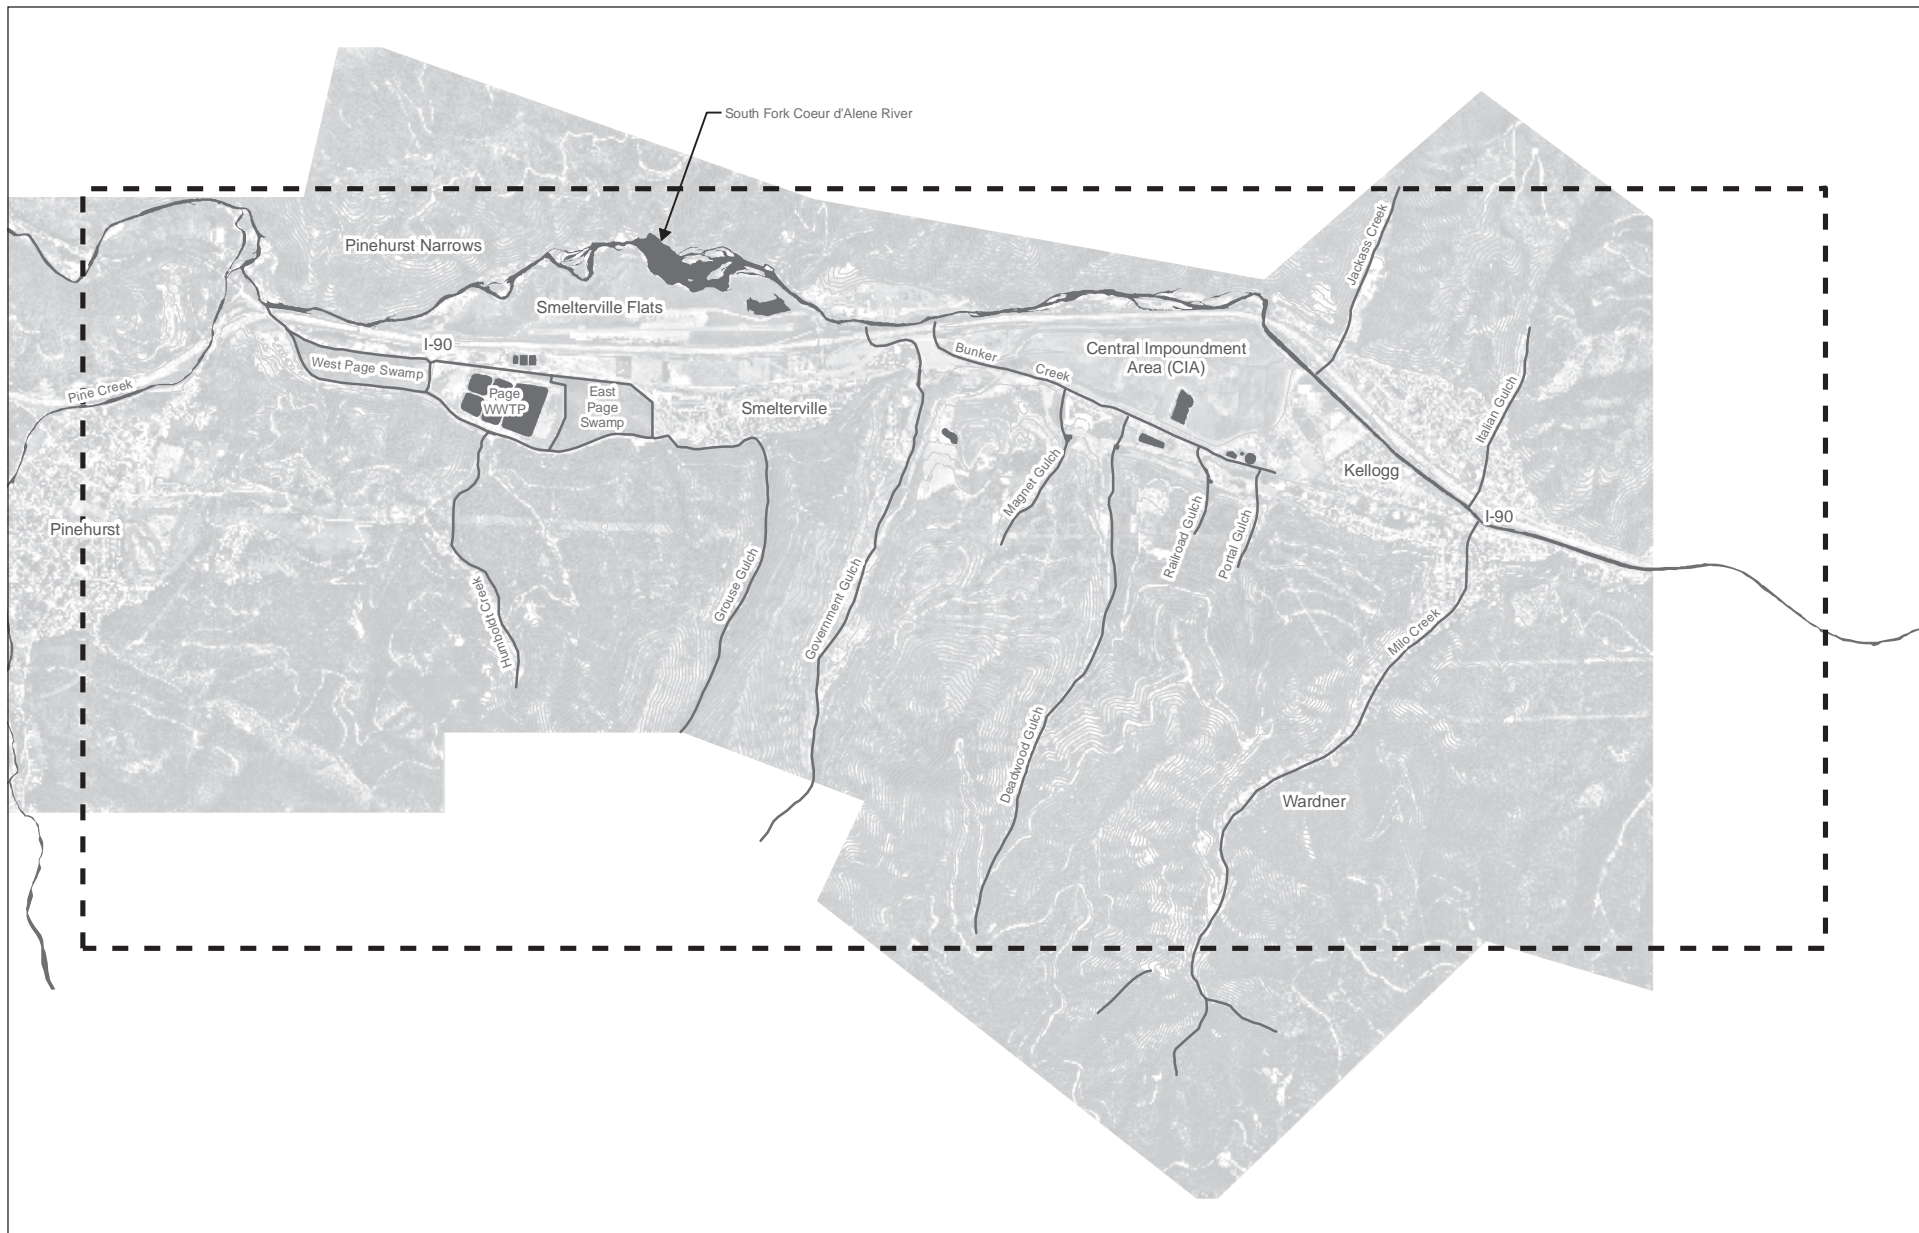 South Fork Coeur d'Alene River
Jackass Creek
Pinehurst Narrows
Smelterville Flats
I-90
West Page Swamp
Bunker
Creek
Central Impoundment
Area (CIA)
Pine Creek
Page
WWTP
East
Page
Swamp
Smelterville
Italian Gulch
Kellogg
Magnet Gulch
I-90
Pinehurst
Railroad Gulch
Portal Gulch
Humboldt Creek
Grouse Gulch
Government Gulch
Milo Creek
Deadwood Gulch
Wardner